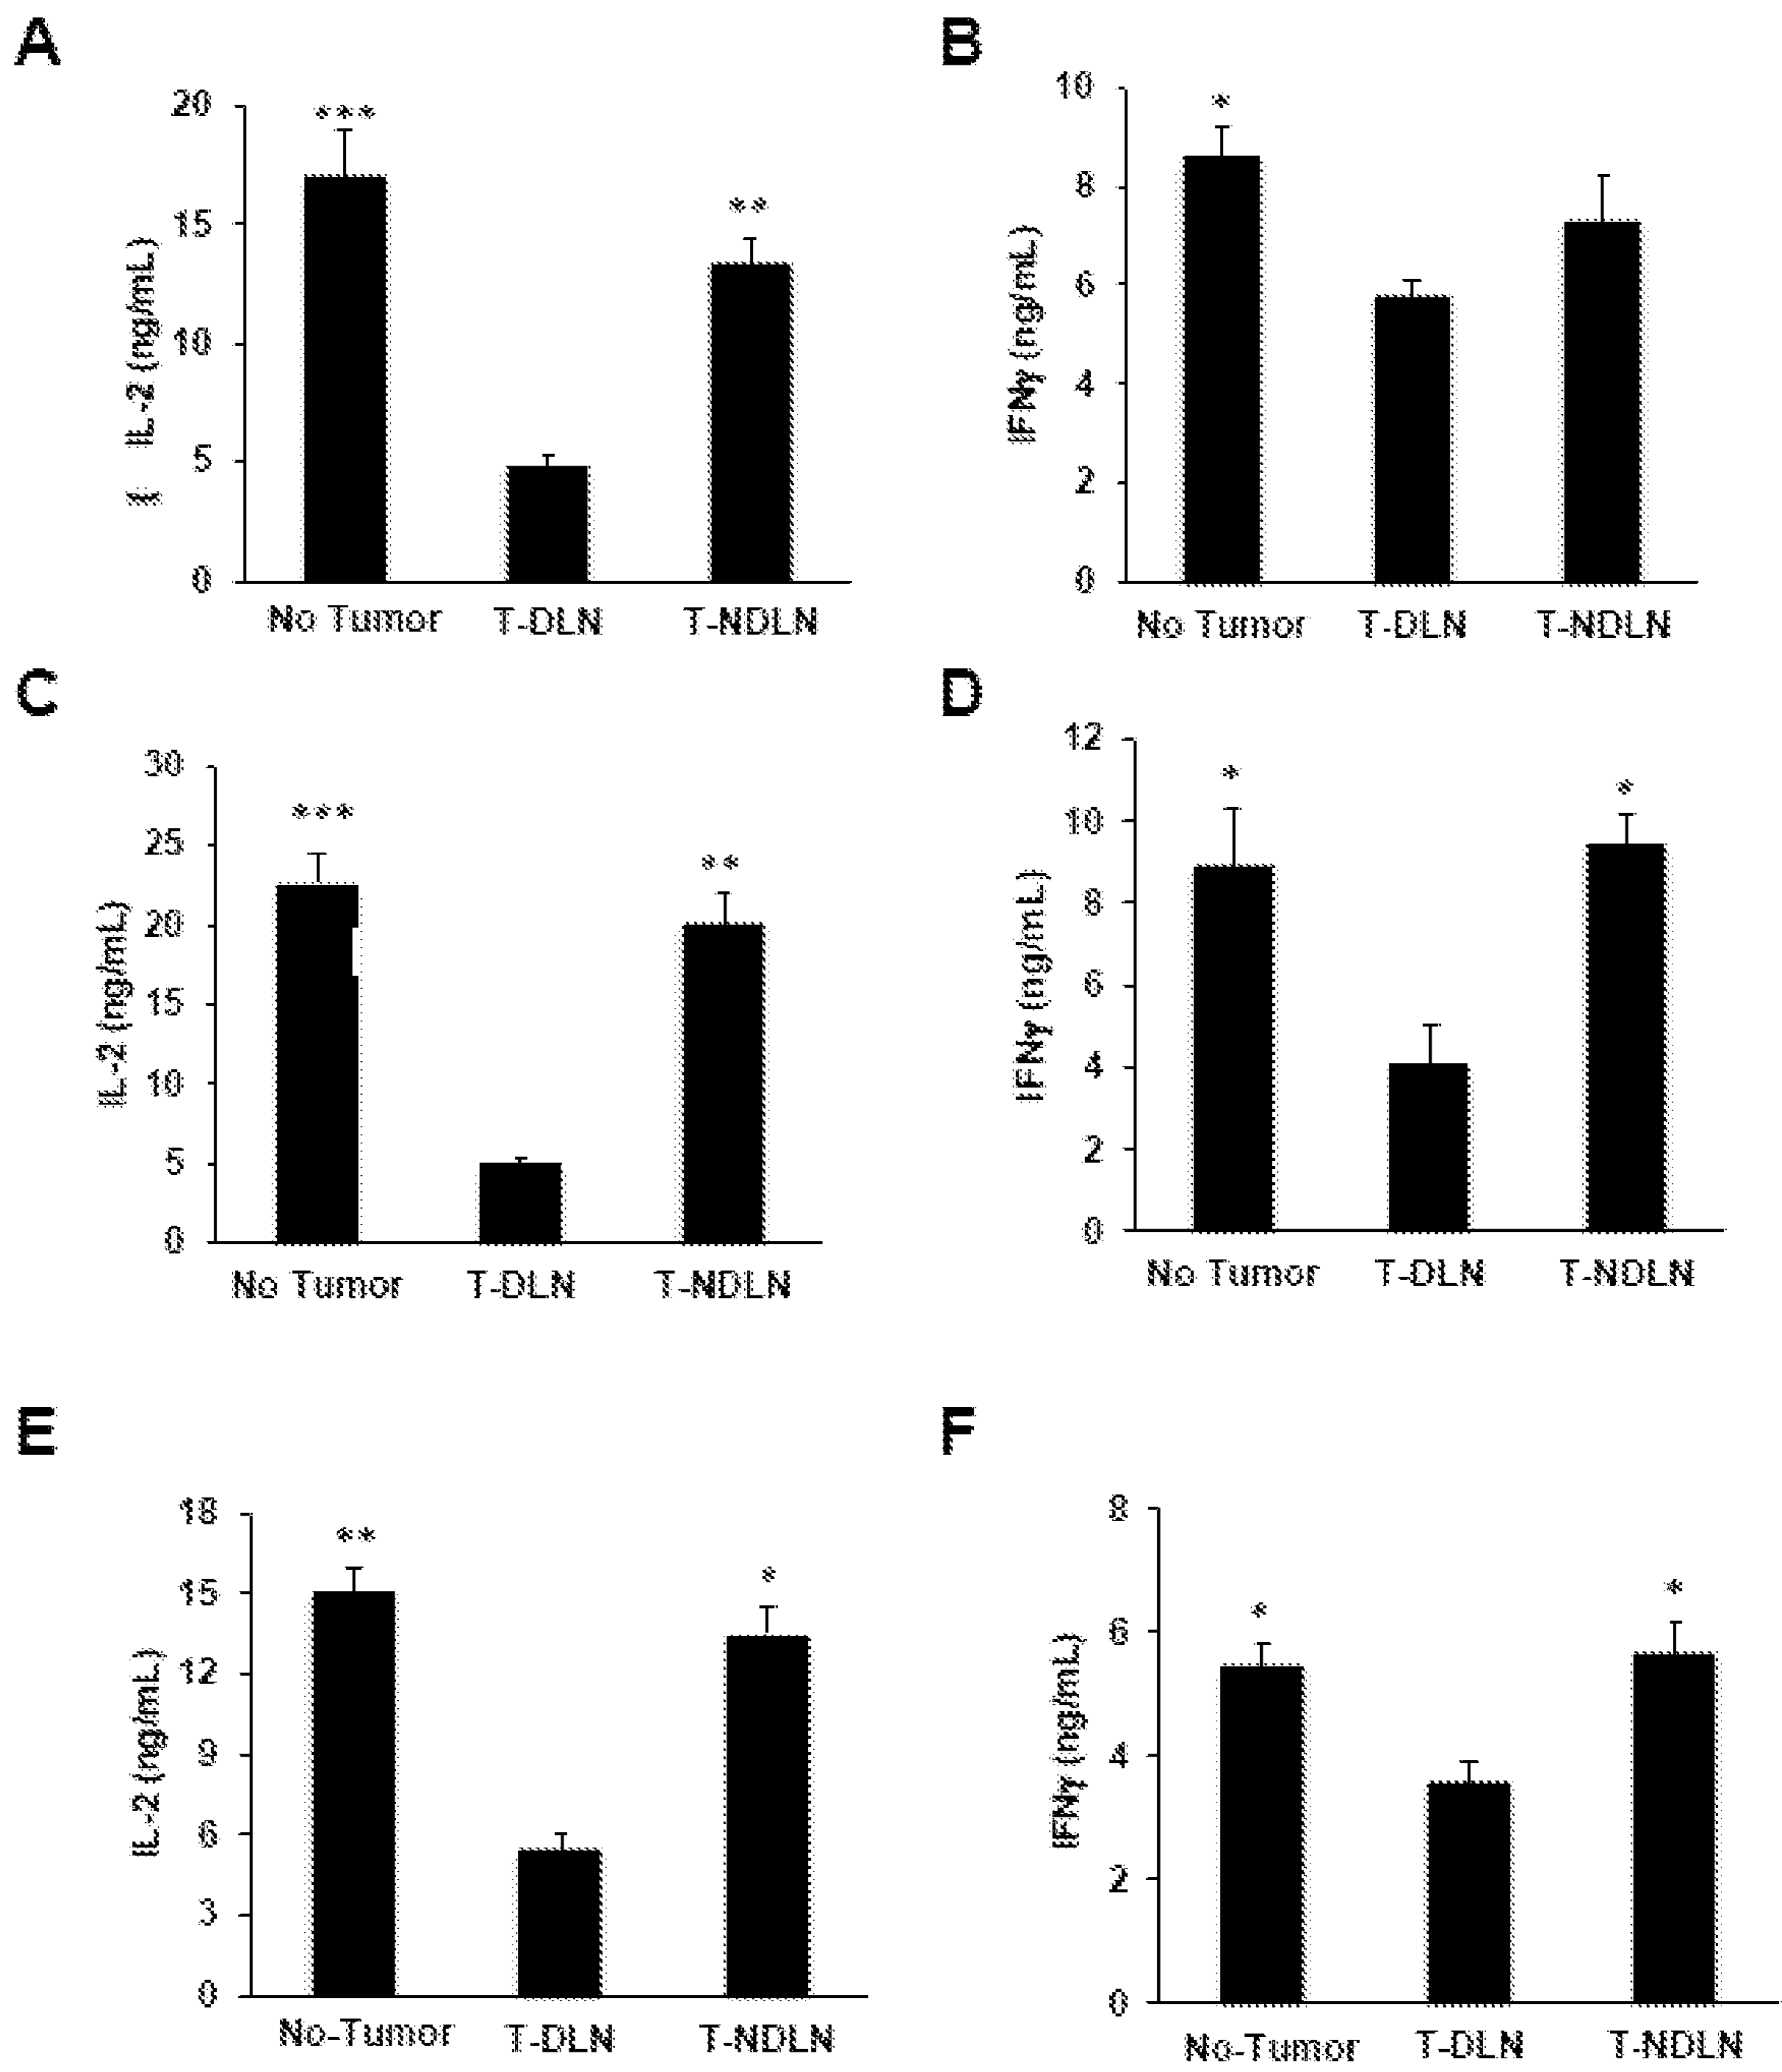 A
***
**
20
15
10
5
0
IL-2 (ng/mL)
No Tumor T-DLN T-NDLN
B
*
10
8
6
4
2
0
IFNγ (ng/mL)
No Tumor T-DLN T-NDLN
C
***
**
30
25
20
15
10
5
0
IL-2 (ng/mL)
No Tumor T-DLN T-NDLN
D
*
*
12
10
8
6
4
2
0
IFNγ (ng/mL)
No Tumor T-DLN T-NDLN
E
**
*
18
15
12
9
6
3
0
IL-2 (ng/mL)
No-Tumor T-DLN T-NDLN
F
*
*
8
6
4
2
0
IFNγ (ng/mL)
No-Tumor T-DLN T-NDLN